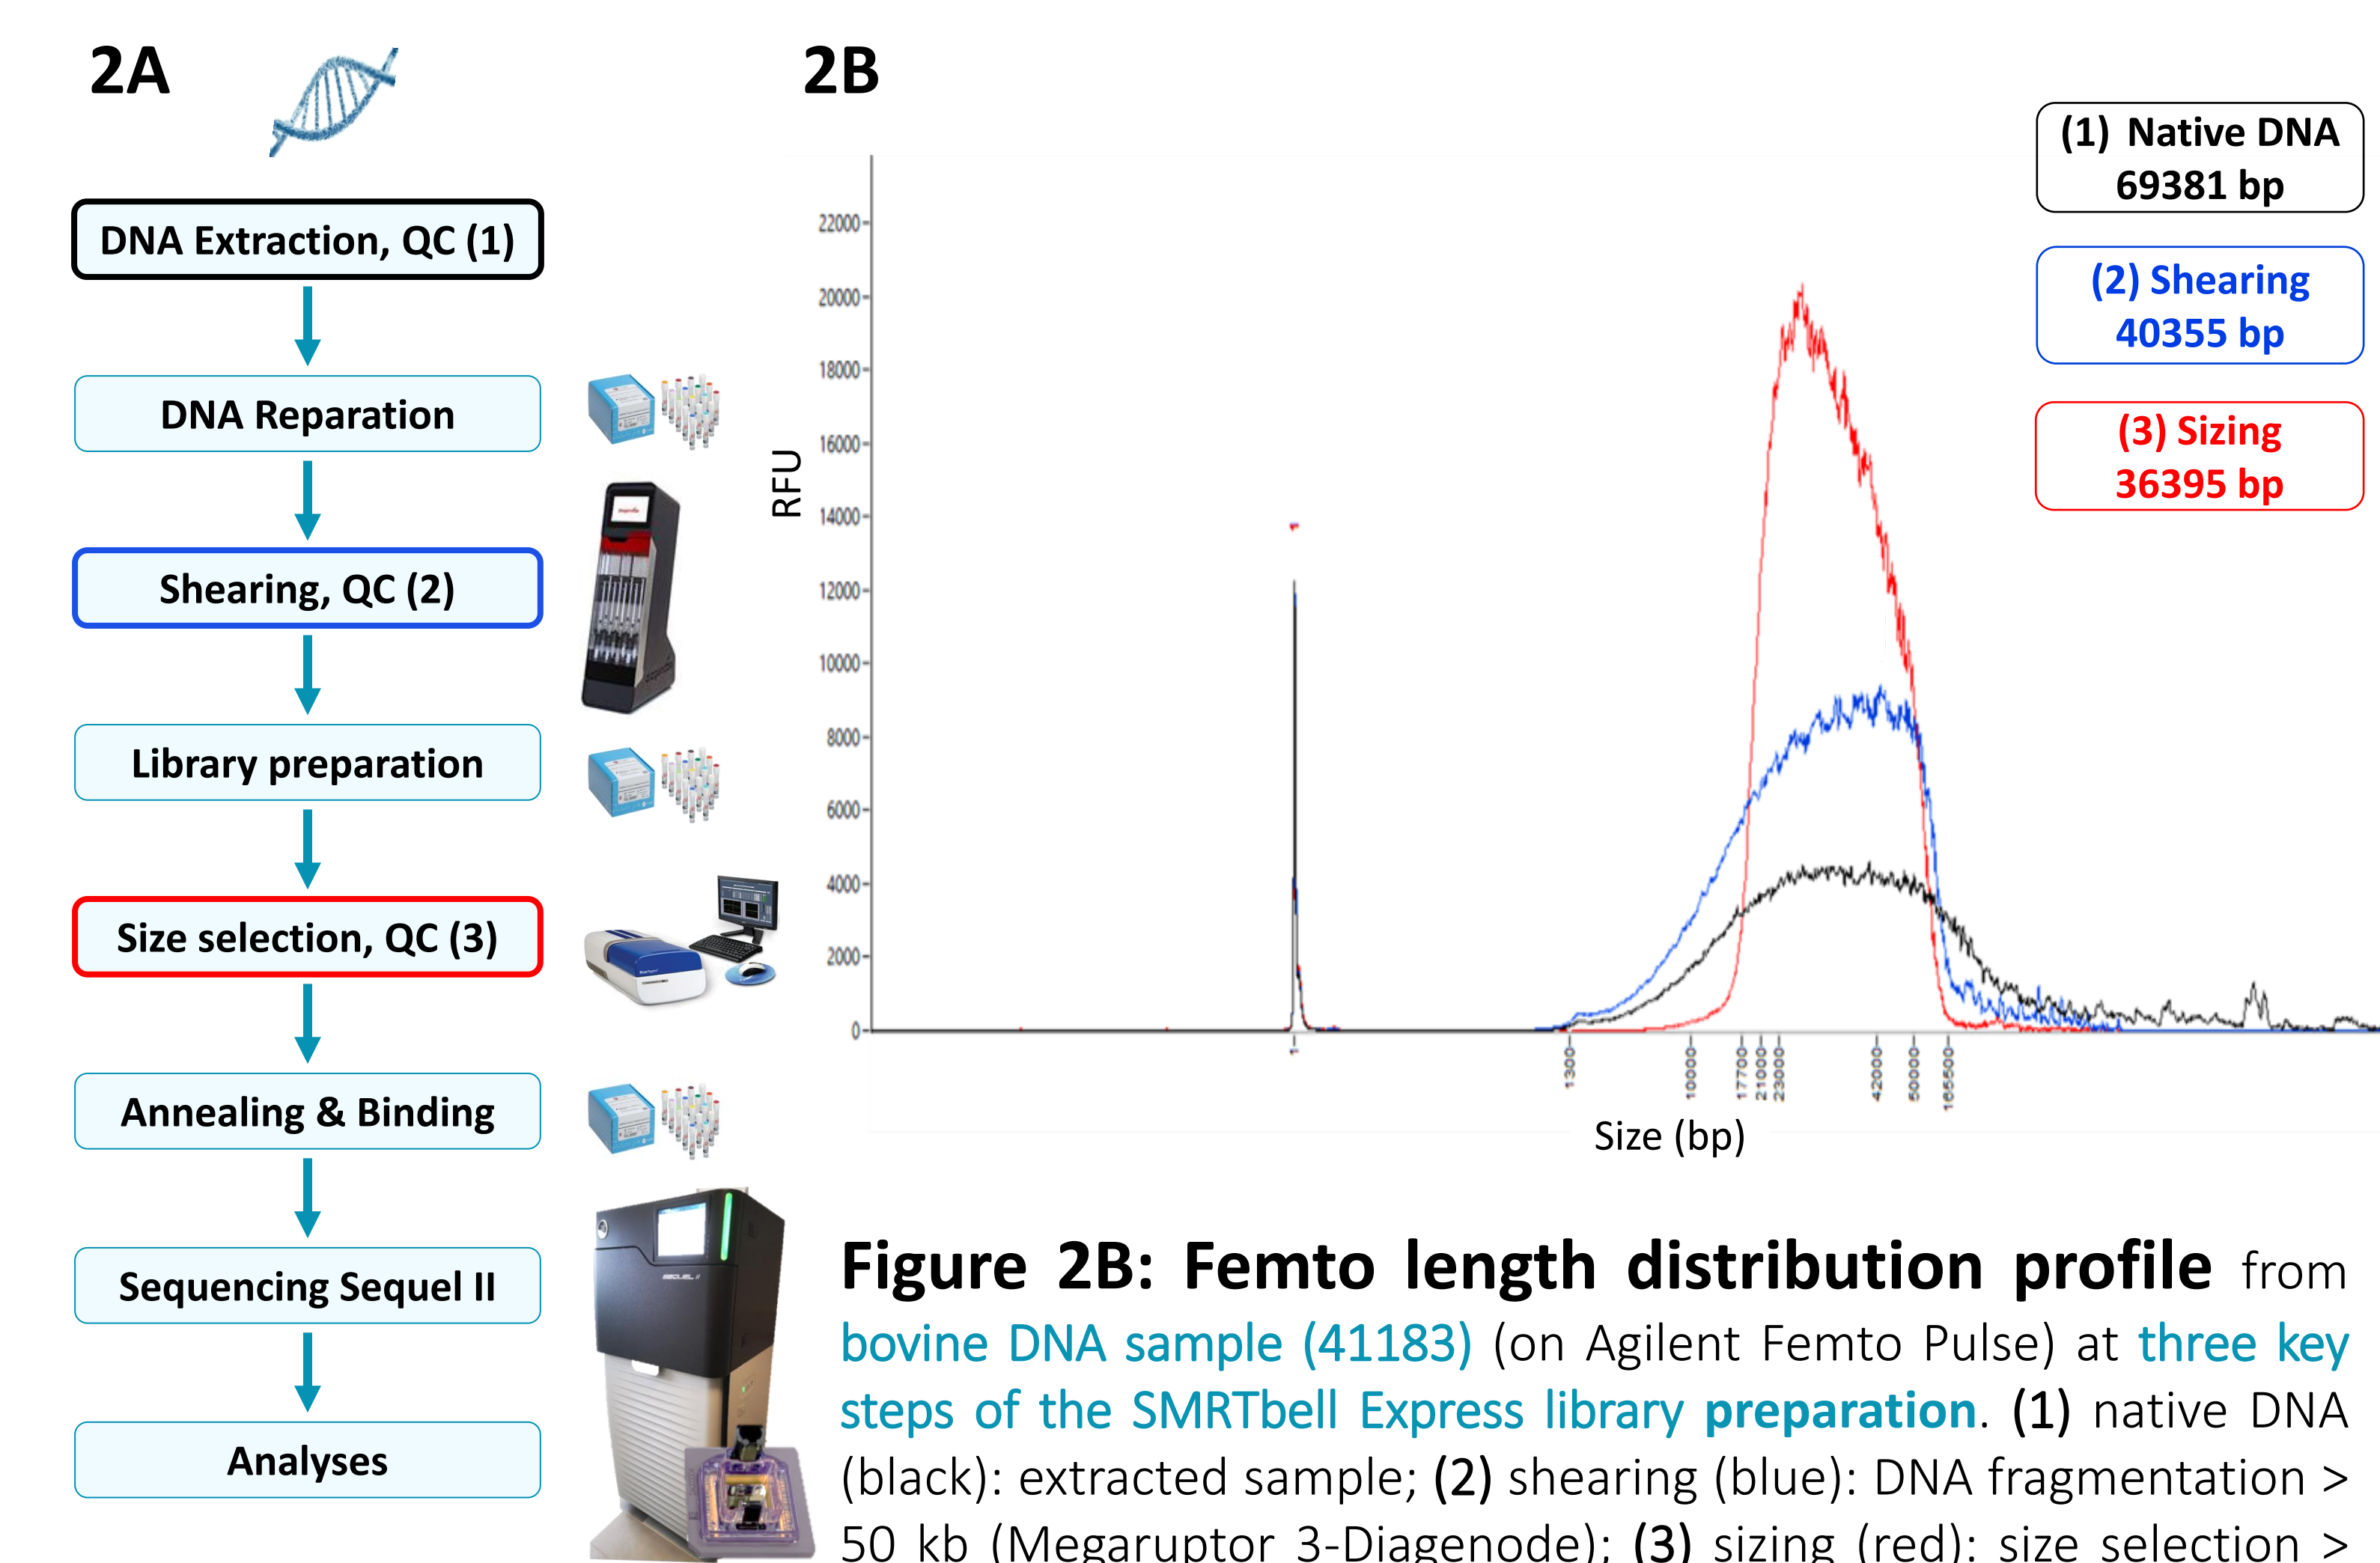 2A
DNA Extraction, QC (1)
DNA Reparation
Shearing, QC (2)
Library preparation
Size selection, QC (3)
Annealing & Binding
Sequencing Sequel II
Analyses
SEQUEL II
2B
(1) Native DNA
69381 bp
(2) Shearing
40355 bp
(3) Sizing
36395 bp
RFU
22000
20000
18000
16000
14000
12000
10000
8000
6000
4000
2000
0
1
1300
10000
17700
21000
23000
42000
50000
165500
Size (bp)
Figure 2B: Femto length distribution profile from
bovine DNA sample (41183) (on Agilent Femto Pulse) at three key
steps of the SMRTbell Express library preparation. (1) native DNA
(black): extracted sample; (2) shearing (blue): DNA fragmentation >
50 kb (Megaruptor 3-Diagenode); (3) sizing (red): size selection >